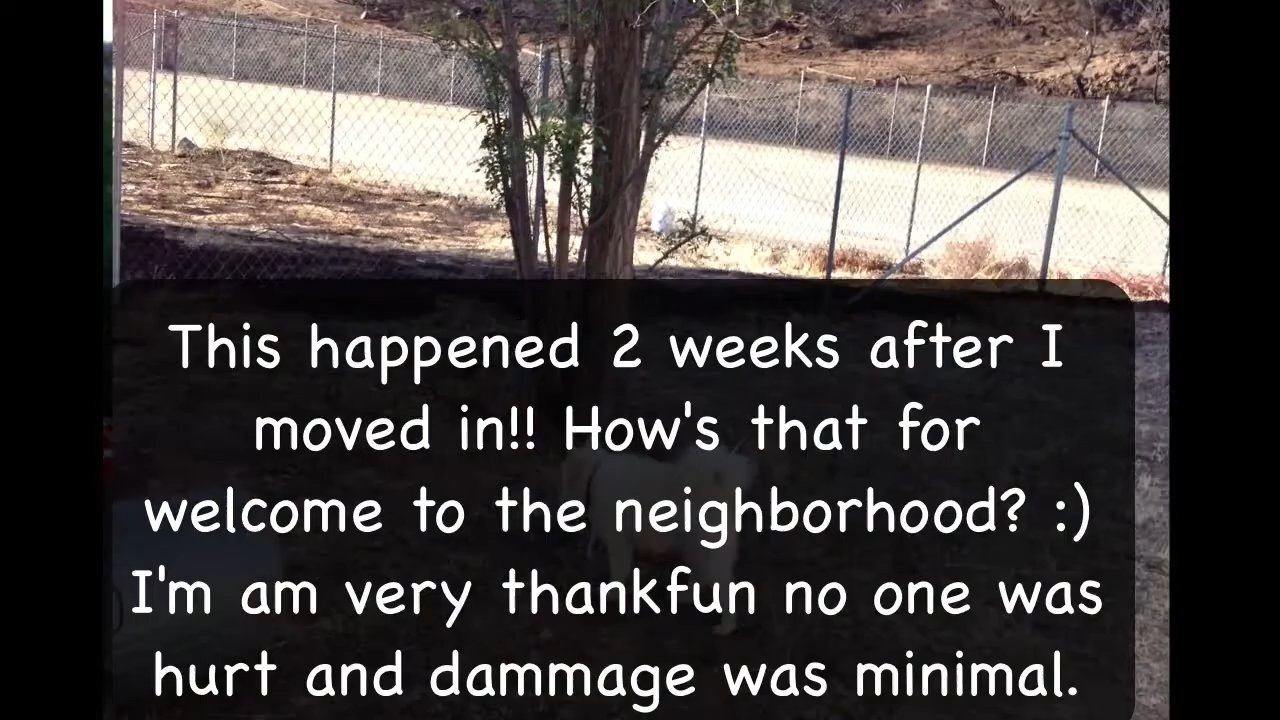 This happened 2 weeks after I
moved in!! How's that for
welcome to the neighborhood? :)
I'm am very thankfun no one was
hurt and dammage was minimal.